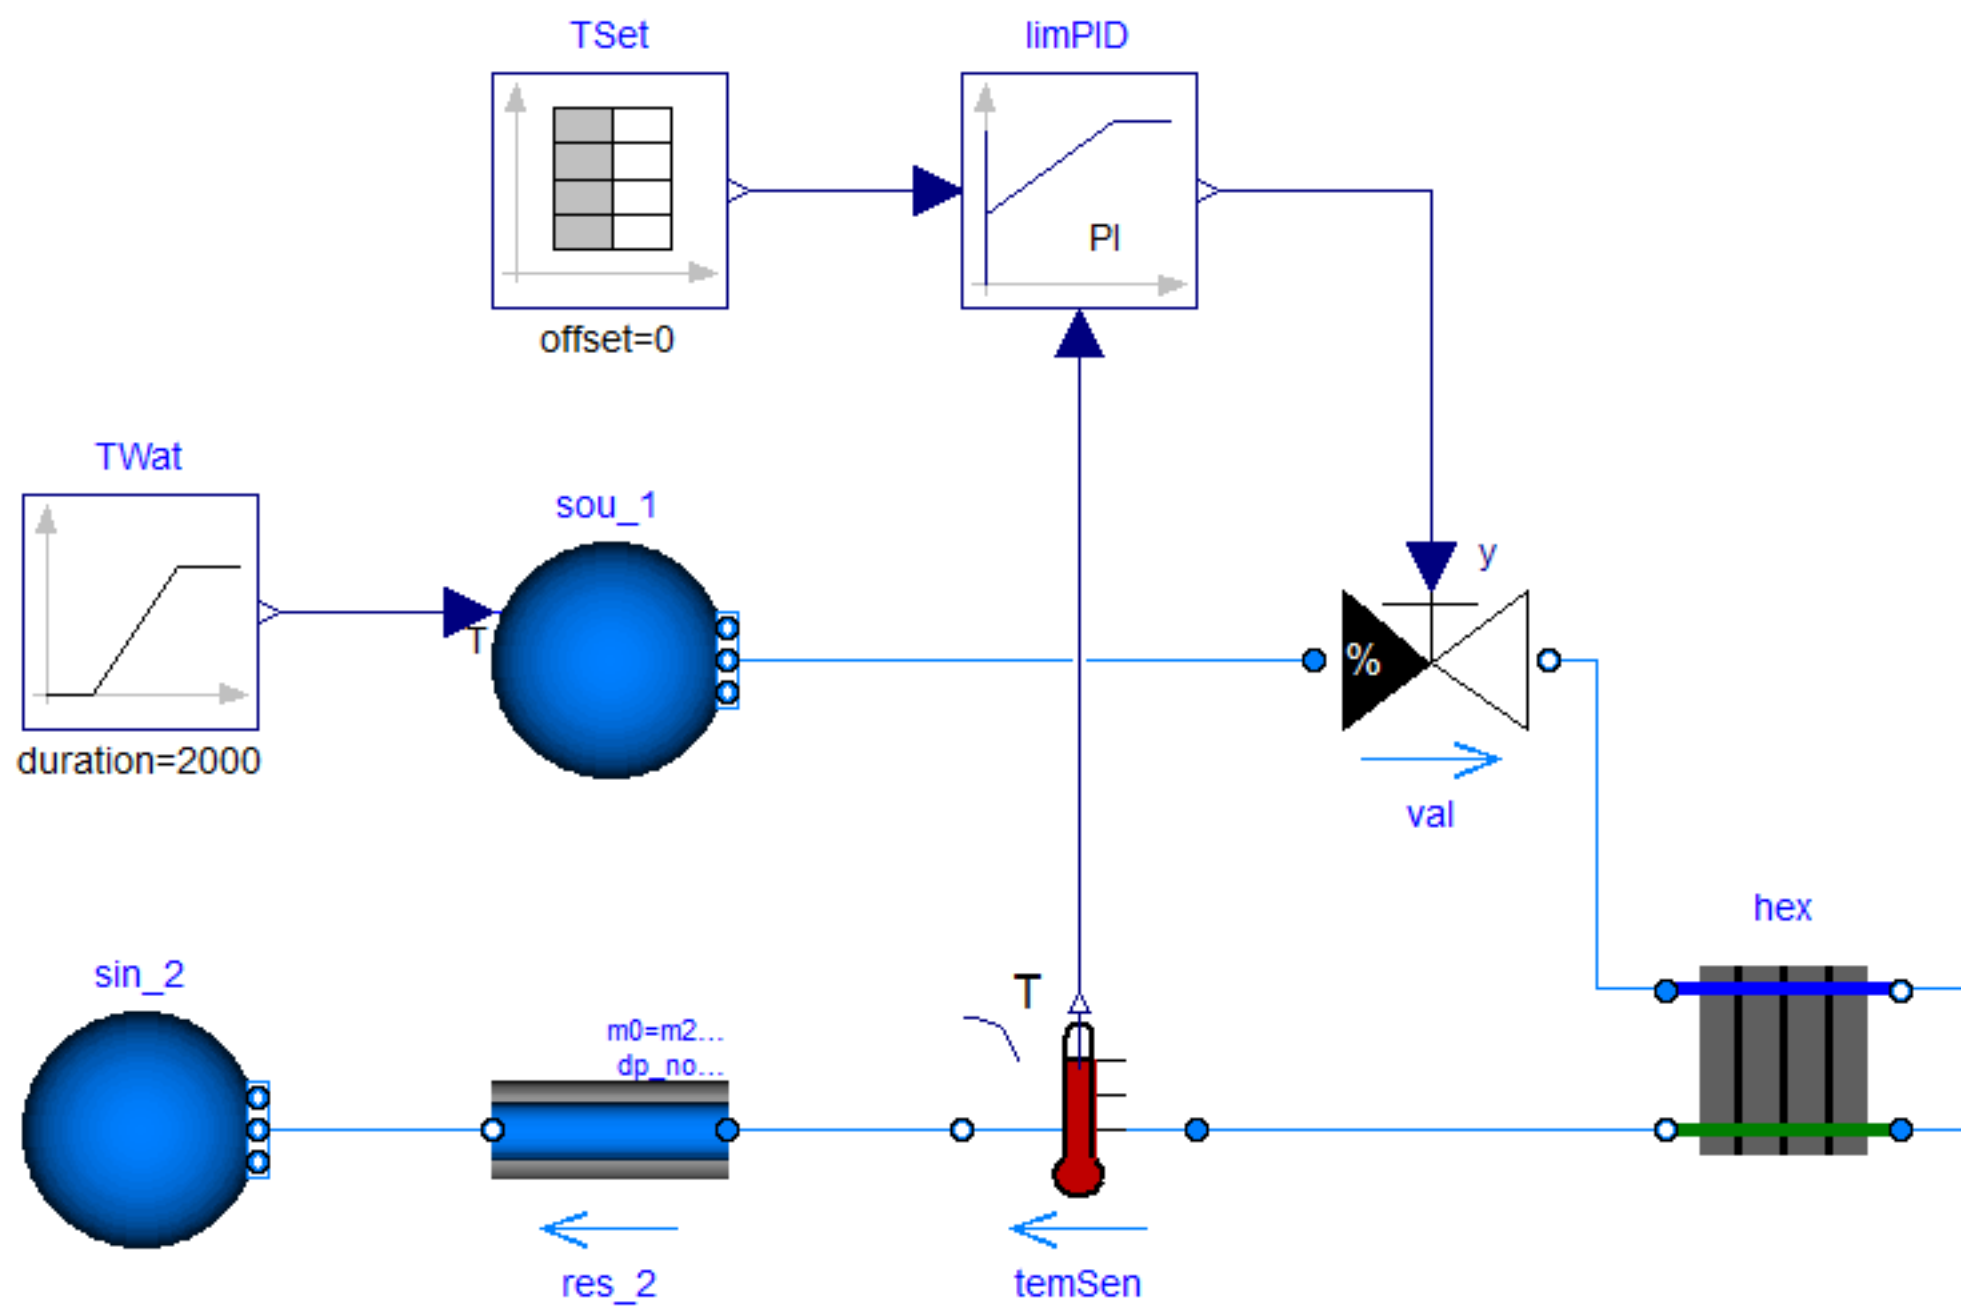 TSet
limPID
PI
offset=0
TWat
sou_1
T
y
%
duration=2000
val
hex
sin_2
T
m0=m2...
dp_no...
res_2
temSen